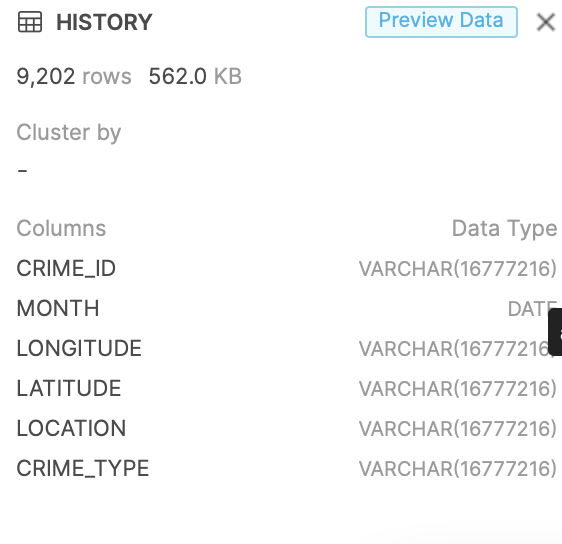 HISTORY Preview Data
9,202 rows 562.0 KB
Cluster by
-
Columns Data Type
CRIME_ID VARCHAR(16777216)
MONTH DATE
LONGITUDE VARCHAR(16777216)
LATITUDE VARCHAR(16777216)
LOCATION VARCHAR(16777216)
CRIME_TYPE VARCHAR(16777216)